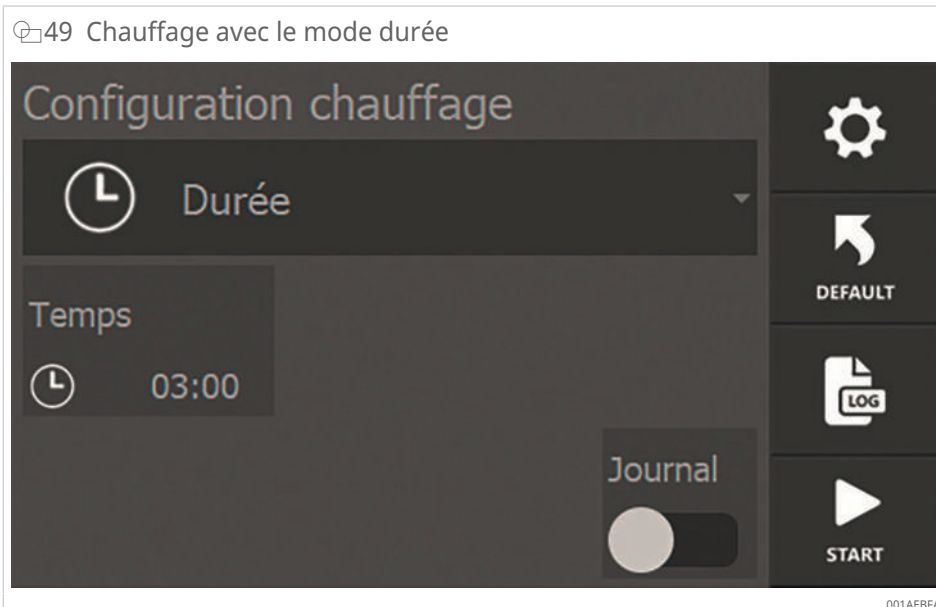 49 Chauffage avec le mode durée
Configuration chauffage
Durée
DEFAULT
Temps
03:00
LOG
Journal
START